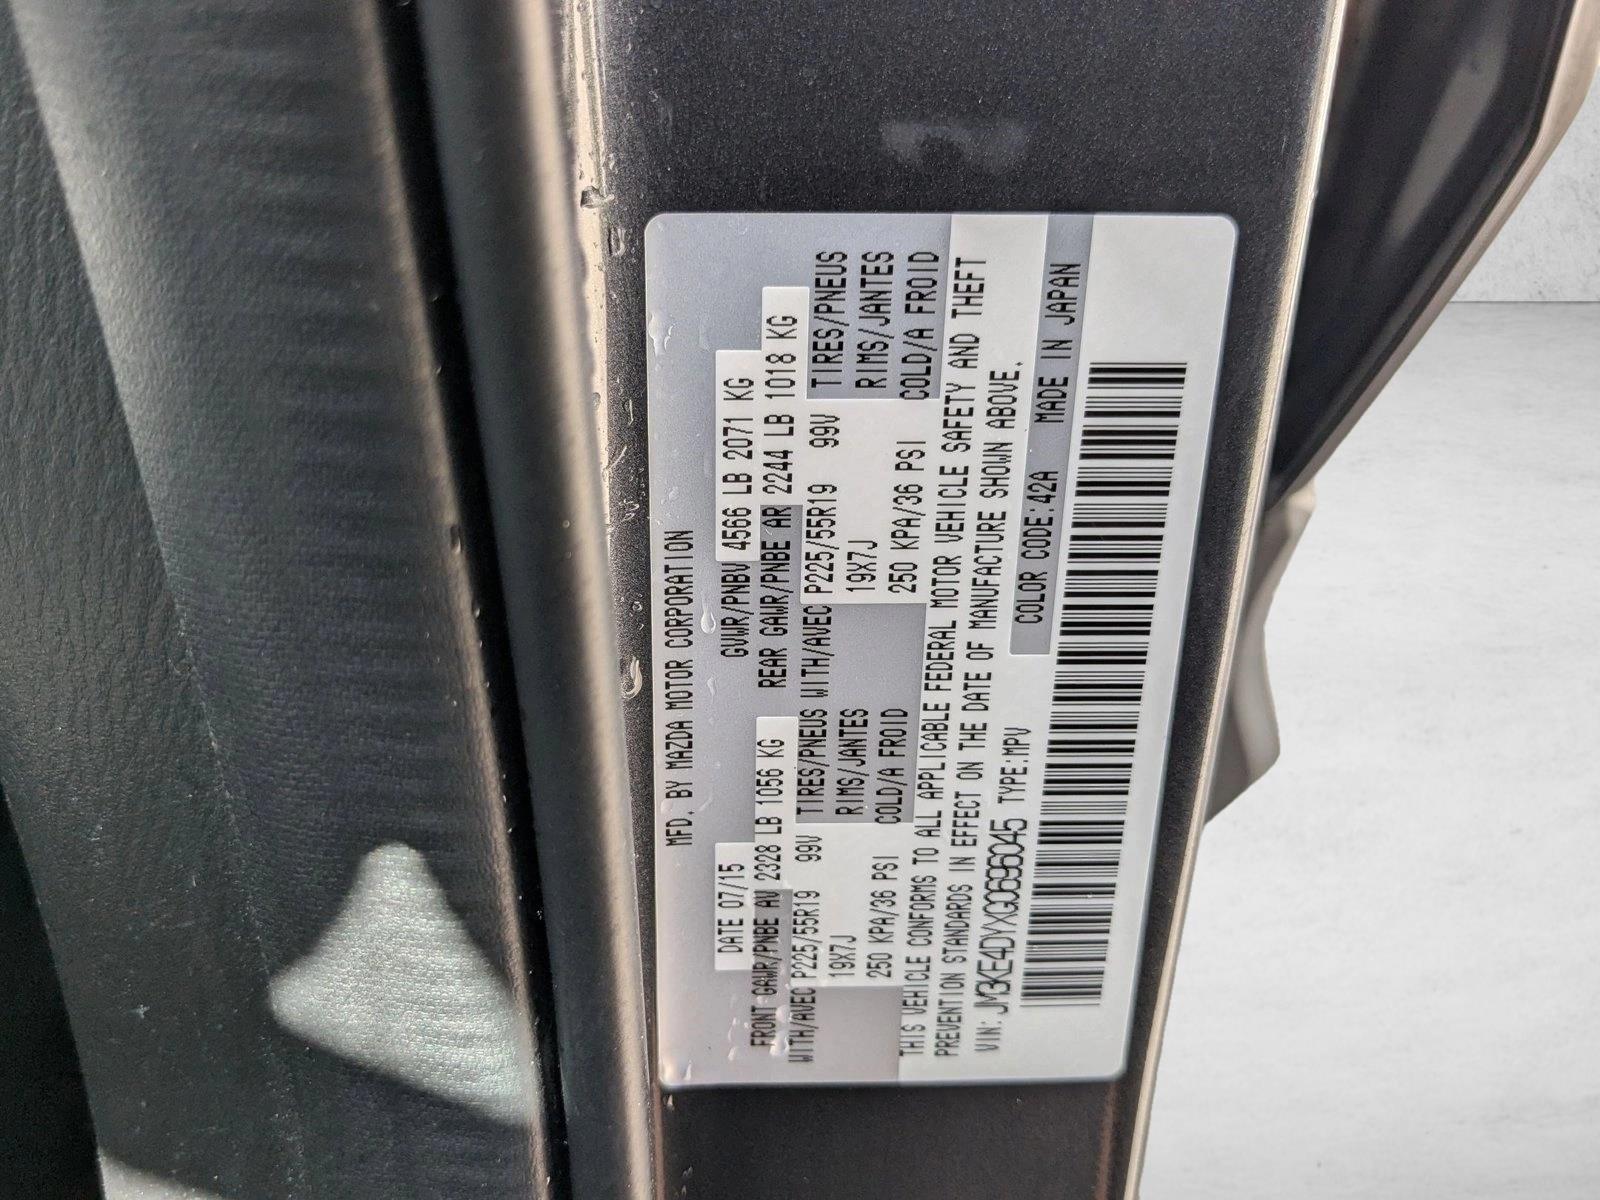 MFD. BY MAZDA MOTOR CORPORATION
DATE 07/15 GVWR/PNBV 4566 LB 2071 KG
FRONT GAWR/PNBE AV 2328 LB 1056 KG REAR GAWR/PNBE AR 2244 LB 1018 KG
WITH/AVEC P225/55R19 99V TIRES/PNEUS WITH/AVEC P225/55R19 99V TIRES/PNEUS
19X7J RIMS/JANTES 19X7J RIMS/JANTES
250 KPA/36 PSI COLD/A FROID 250 KPA/36 PSI COLD/A FROID
THIS VEHICLE CONFORMS TO ALL APPLICABLE FEDERAL MOTOR VEHICLE SAFETY AND THEFT
PREVENTION STANDARDS IN EFFECT ON THE DATE OF MANUFACTURE SHOWN ABOVE.
VIN: JM3KE4DYXG0696045 TYPE:MPV COLOR CODE:42A MADE IN JAPAN